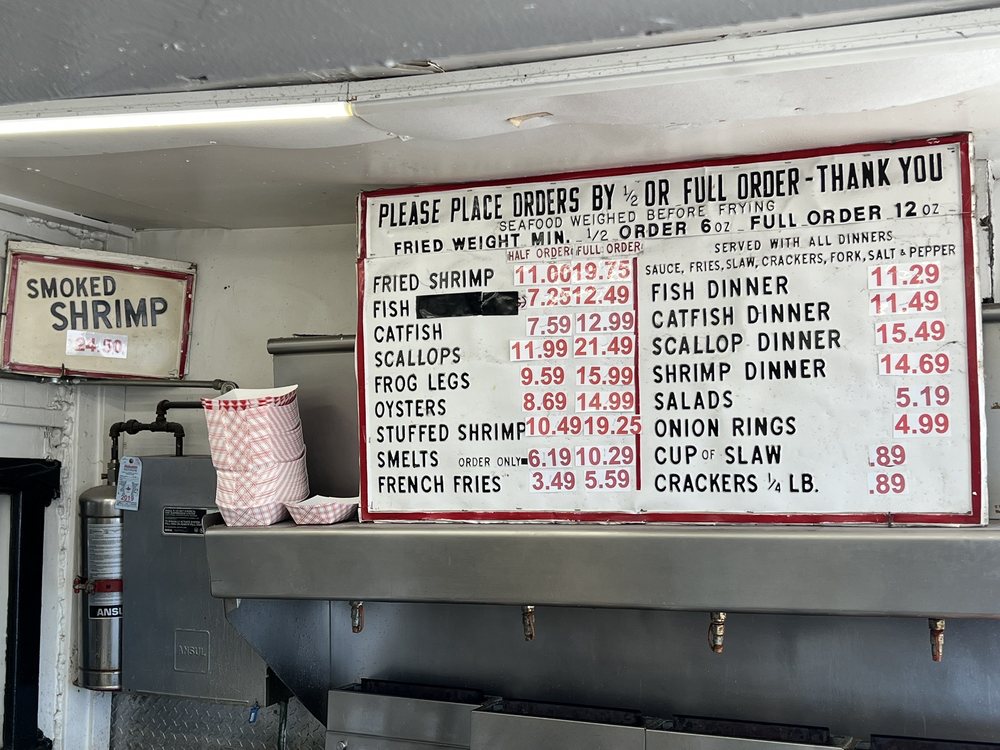 PLEASE PLACE ORDERS BY ½ OR FULL ORDER - THANK YOU
SEAFOOD WEIGHED BEFORE FRYING
FRIED WEIGHT MIN. 1/2 ORDER 6 OZ FULL ORDER 12 OZ
HALF ORDER FULL ORDER
FRIED SHRIMP 11.00 19.75
FISH 7.25 12.49
CATFISH 7.59 12.99
SCALLOPS 11.99 21.49
FROG LEGS 9.59 15.99
OYSTERS 8.69 14.99
STUFFED SHRIMP 10.49 19.25
SMELTS ORDER ONLY 6.19 10.29
FRENCH FRIES 3.49 5.59
SERVED WITH ALL DINNERS
SAUCE, FRIES, SLAW, CRACKERS, FORK, SALT & PEPPER
FISH DINNER 11.29
CATFISH DINNER 11.49
SCALLOP DINNER 15.49
SHRIMP DINNER 14.69
SALADS 5.19
ONION RINGS 4.99
CUP OF SLAW .89
CRACKERS ¼ LB. .89
SMOKED
SHRIMP
24.50
ANSUL
ANSUL